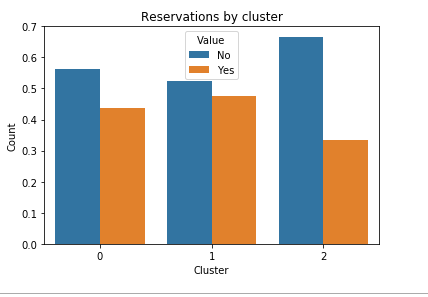 Reservations by cluster
0.7
0.6
0.5
0.4
0.3
0.2
0.1
0.0
Count
Value
No
Yes
0 1 2
Cluster